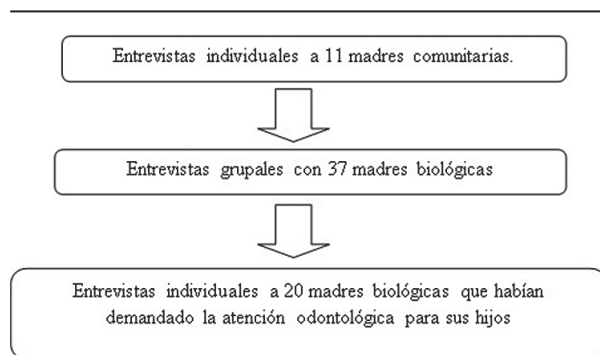 Entrevistas individuales a 11 madres comunitarias.
Entrevistas grupales con 37 madres biológicas
Entrevistas individuales a 20 madres biológicas que habían
demandado la atención odontológica para sus hijos